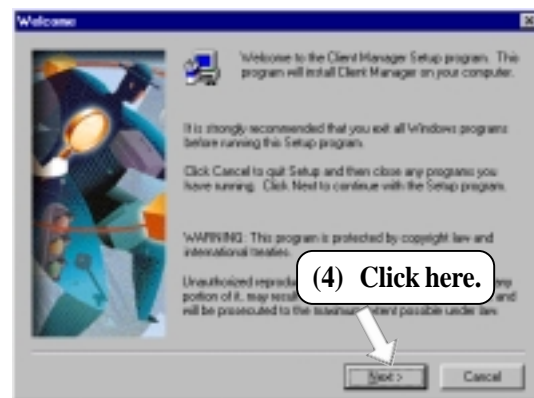 Welcome
Welcome to the Client Manager Setup program. This
program will install Client Manager on your computer.
It is strongly recommended that you exit all Windows programs
before running this Setup program.
Click Cancel to quit Setup and then close any programs you
have running. Click Next to continue with the Setup program.
WARNING: This program is protected by copyright law and
international treaties.
Unauthorized any
portion of it, may and
will be prosecuted to the maximum extent possible under law.
(4) Click here.
Next >
Cancel